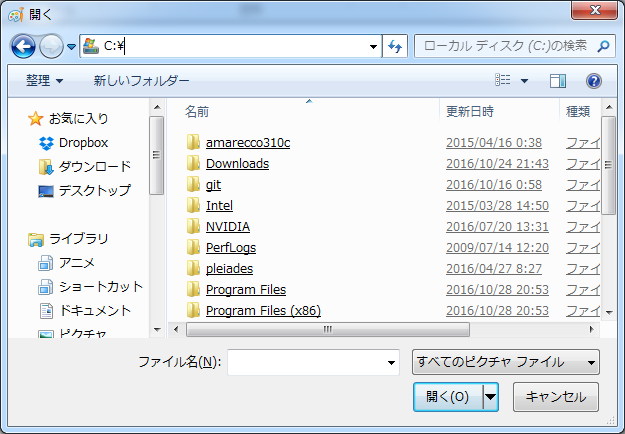 開く
C:¥
ローカル ディスク (C:)の検索
整理
新しいフォルダー
お気に入り
Dropbox
ダウンロード
デスクトップ
ライブラリ
アニメ
ショートカット
ドキュメント
ピクチャ
名前 更新日時 種類
amarecco310c 2015/04/16 0:38 ファイ
Downloads 2016/10/24 21:43 ファイ
git 2016/10/16 0:58 ファイ
Intel 2015/03/28 14:50 ファイ
NVIDIA 2016/07/20 13:31 ファイ
PerfLogs 2009/07/14 12:20 ファイ
pleiades 2016/04/27 8:27 ファイ
Program Files 2016/10/28 20:53 ファイ
Program Files (x86) 2016/10/28 20:53 ファイ
ファイル名(N):
すべてのピクチャ ファイル
開く(O)
キャンセル